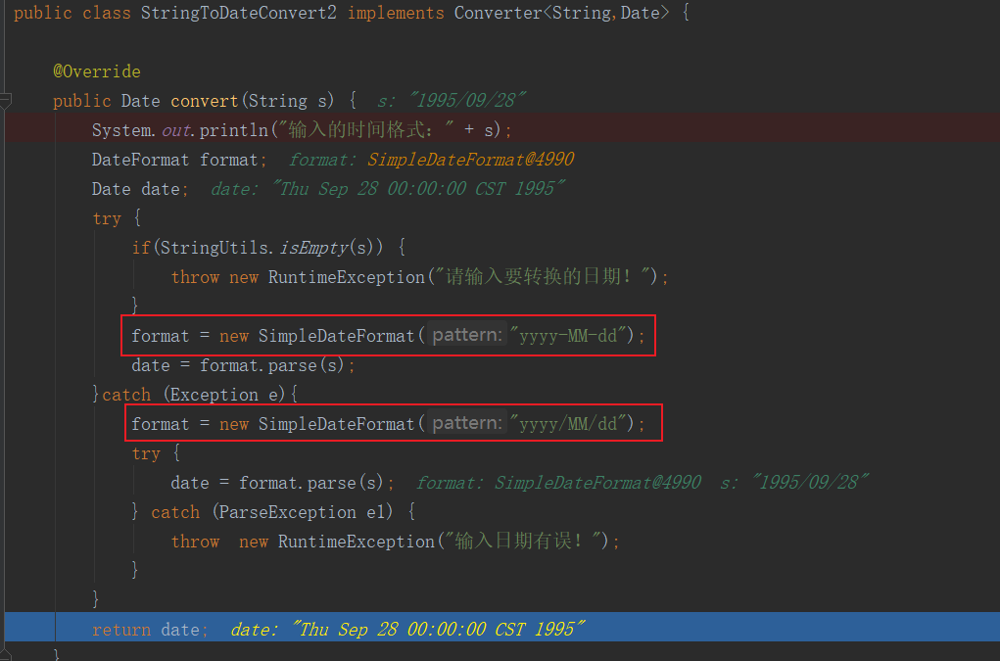 public class StringToDateConvert2 implements Converter<String,Date> {
@Override
public Date convert(String s) { s: "1995/09/28"
System.out.println("输入的时间格式：" + s);
DateFormat format; format: SimpleDateFormat@4990
Date date; date: "Thu Sep 28 00:00:00 CST 1995"
try {
if(StringUtils.isEmpty(s)) {
throw new RuntimeException("请输入要转换的日期！");
}
format = new SimpleDateFormat( pattern: "yyyy-MM-dd");
date = format.parse(s);
}catch (Exception e){
format = new SimpleDateFormat( pattern: "yyyy/MM/dd");
try {
date = format.parse(s); format: SimpleDateFormat@4990 s: "1995/09/28"
} catch (ParseException e1) {
throw new RuntimeException("输入日期有误！");
}
}
return date; date: "Thu Sep 28 00:00:00 CST 1995"
}